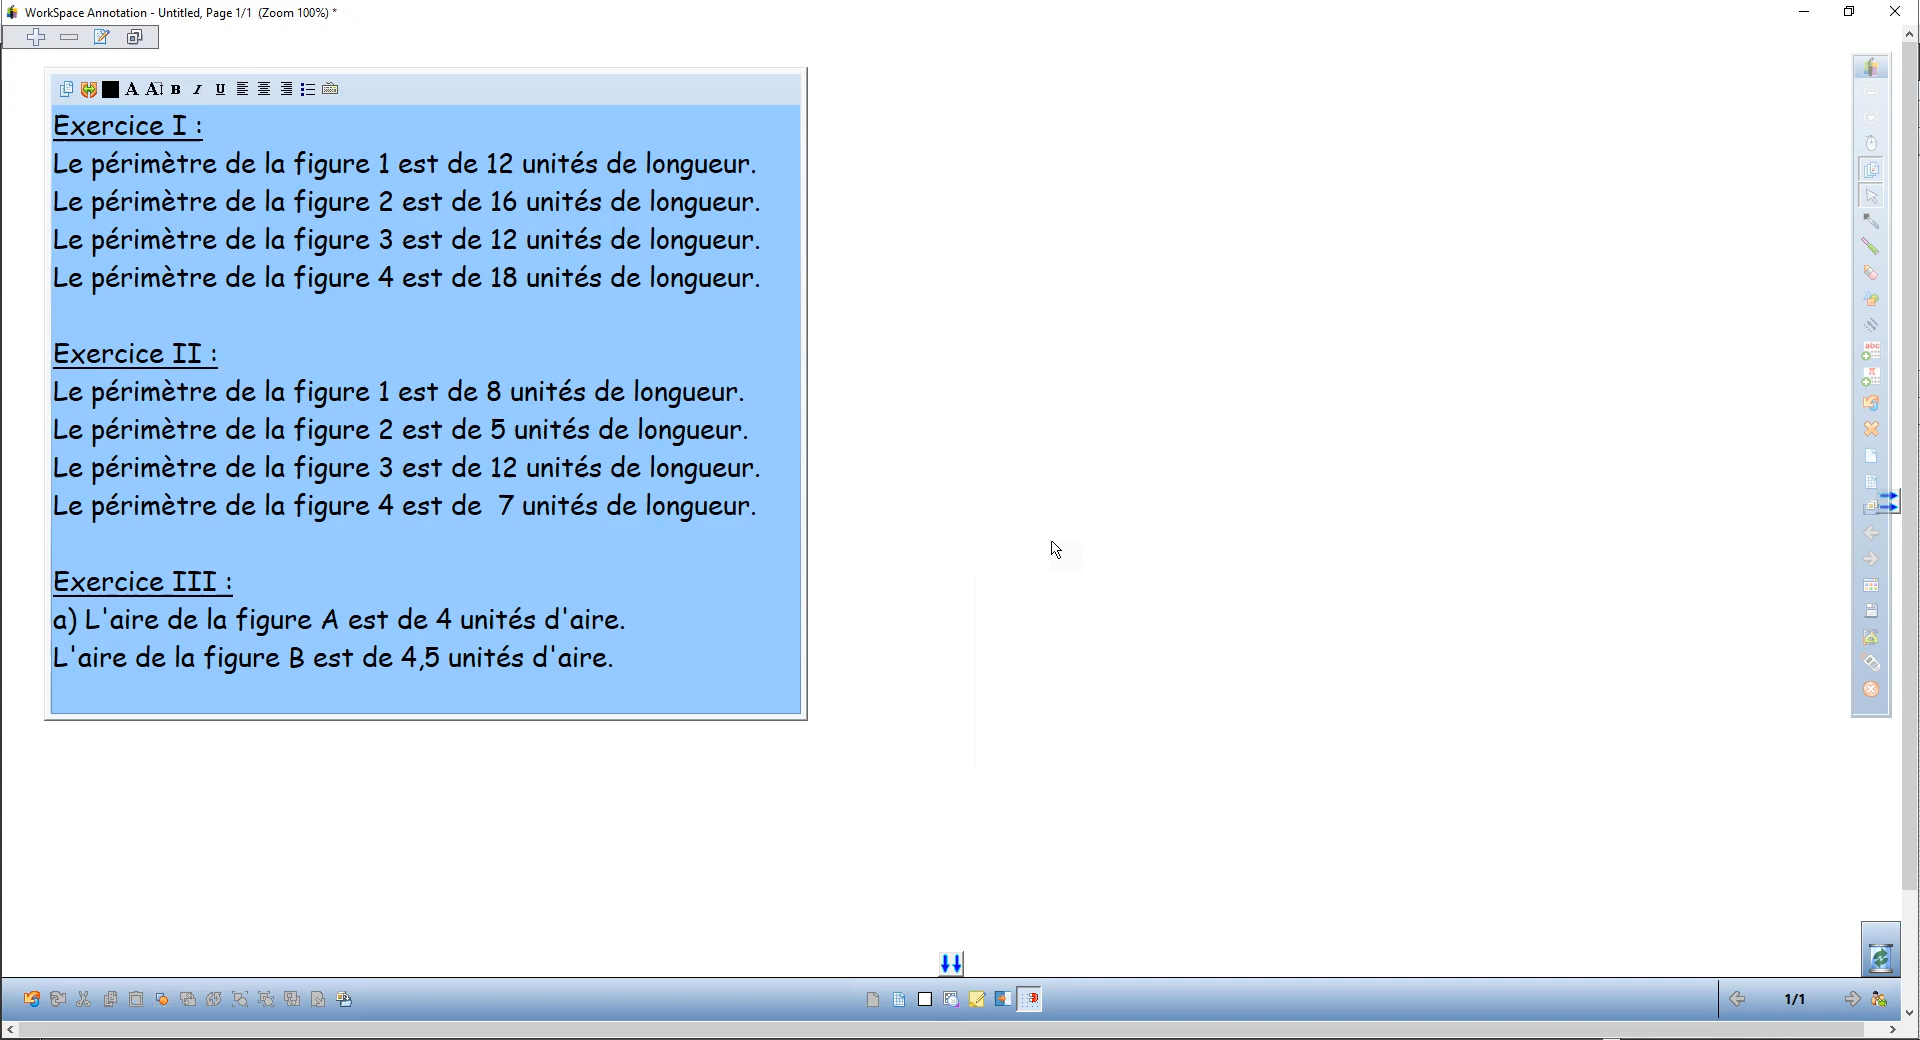 WorkSpace Annotation - Untitled, Page 1/1 (Zoom 100%) *
A A B I U
Exercice I :
Le périmètre de la figure 1 est de 12 unités de longueur.
Le périmètre de la figure 2 est de 16 unités de longueur.
Le périmètre de la figure 3 est de 12 unités de longueur.
Le périmètre de la figure 4 est de 18 unités de longueur.
Exercice II :
Le périmètre de la figure 1 est de 8 unités de longueur.
Le périmètre de la figure 2 est de 5 unités de longueur.
Le périmètre de la figure 3 est de 12 unités de longueur.
Le périmètre de la figure 4 est de  7 unités de longueur.
Exercice III :
a) L'aire de la figure A est de 4 unités d'aire.
L'aire de la figure B est de 4,5 unités d'aire.
abc
π
1/1